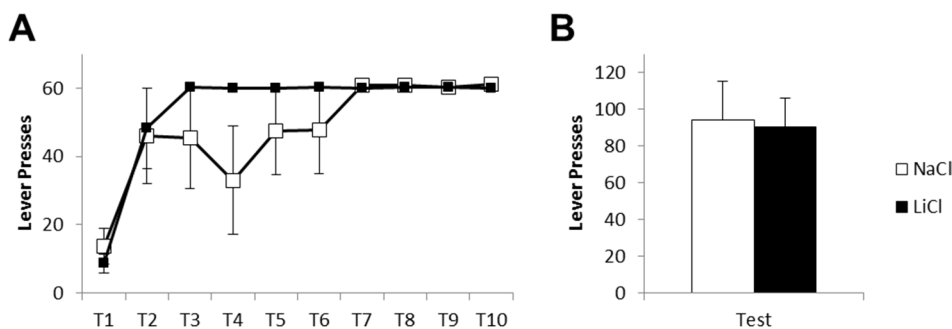 A
Lever Presses
60
40
20
0
T1 T2 T3 T4 T5 T6 T7 T8 T9 T10
B
Lever Presses
120
100
80
60
40
20
0
Test
NaCl
LiCl